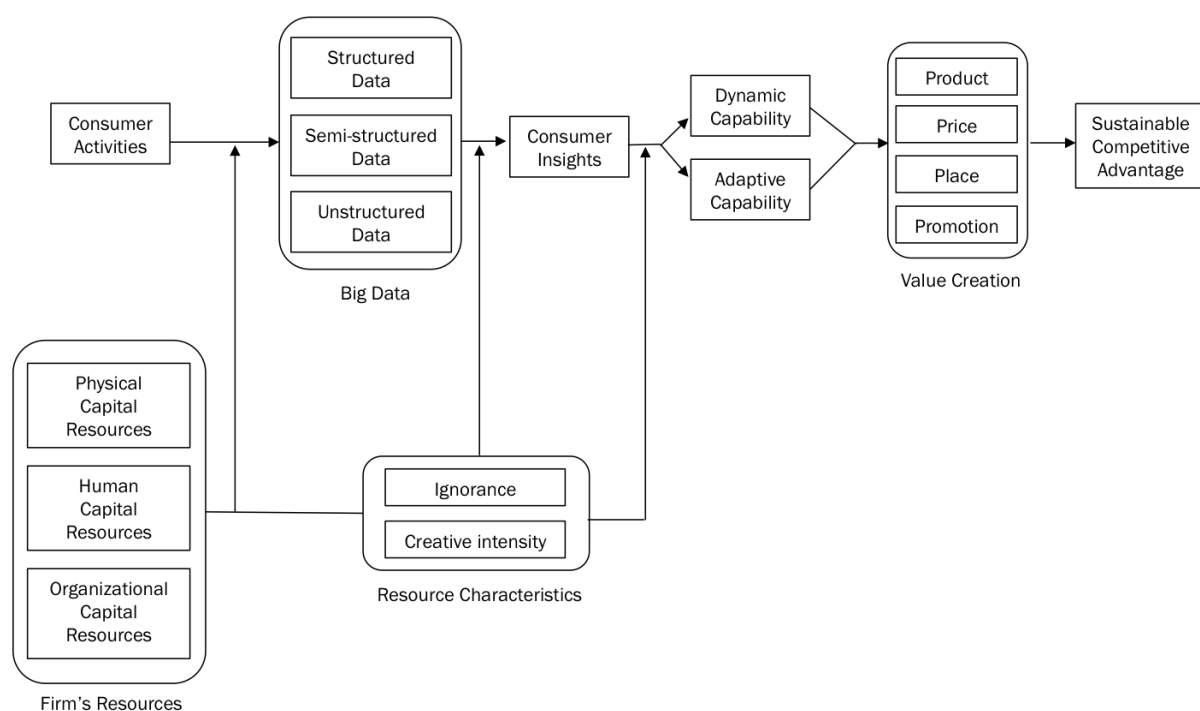 Consumer
Activities
Structured
Data
Semi-structured
Data
Unstructured
Data
Big Data
Consumer
Insights
Dynamic
Capability
Adaptive
Capability
Product
Price
Place
Promotion
Value Creation
Sustainable
Competitive
Advantage
Physical
Capital
Resources
Human
Capital
Resources
Organizational
Capital
Resources
Firm’s Resources
Ignorance
Creative intensity
Resource Characteristics